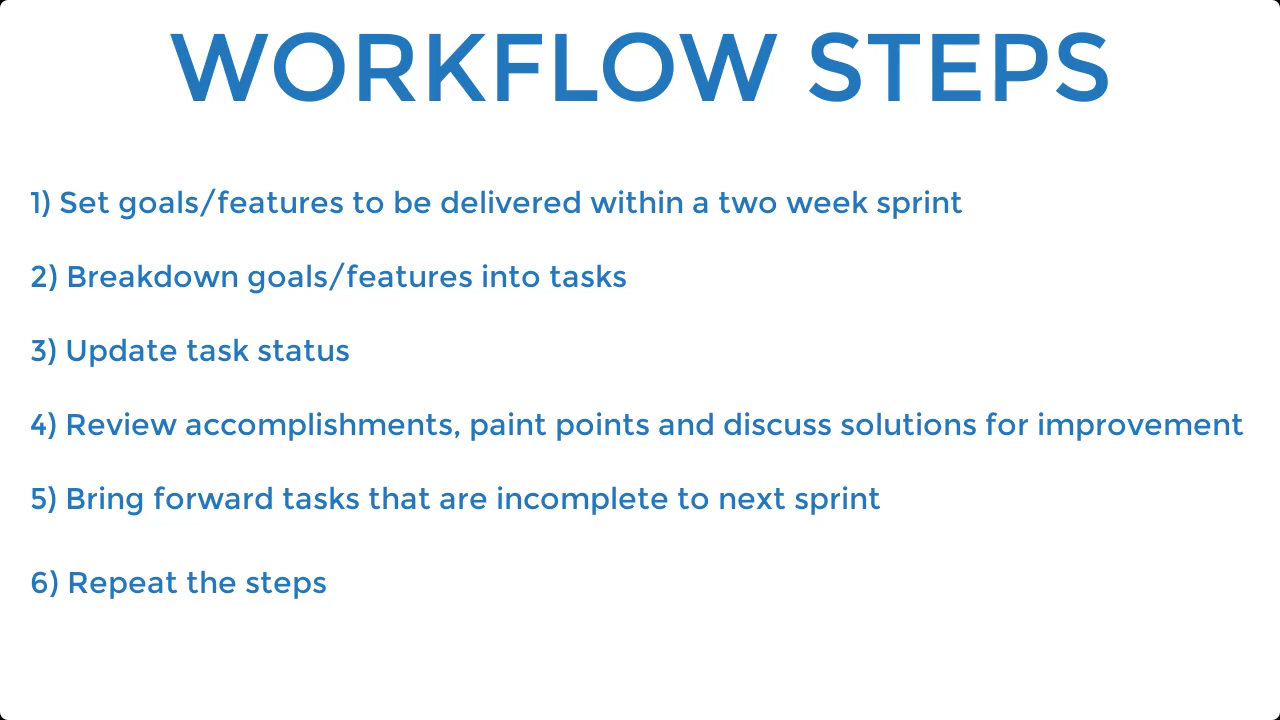 WORKFLOW STEPS
1) Set goals/features to be delivered within a two week sprint
2) Breakdown goals/features into tasks
3) Update task status
4) Review accomplishments, paint points and discuss solutions for improvement
5) Bring forward tasks that are incomplete to next sprint
6) Repeat the steps